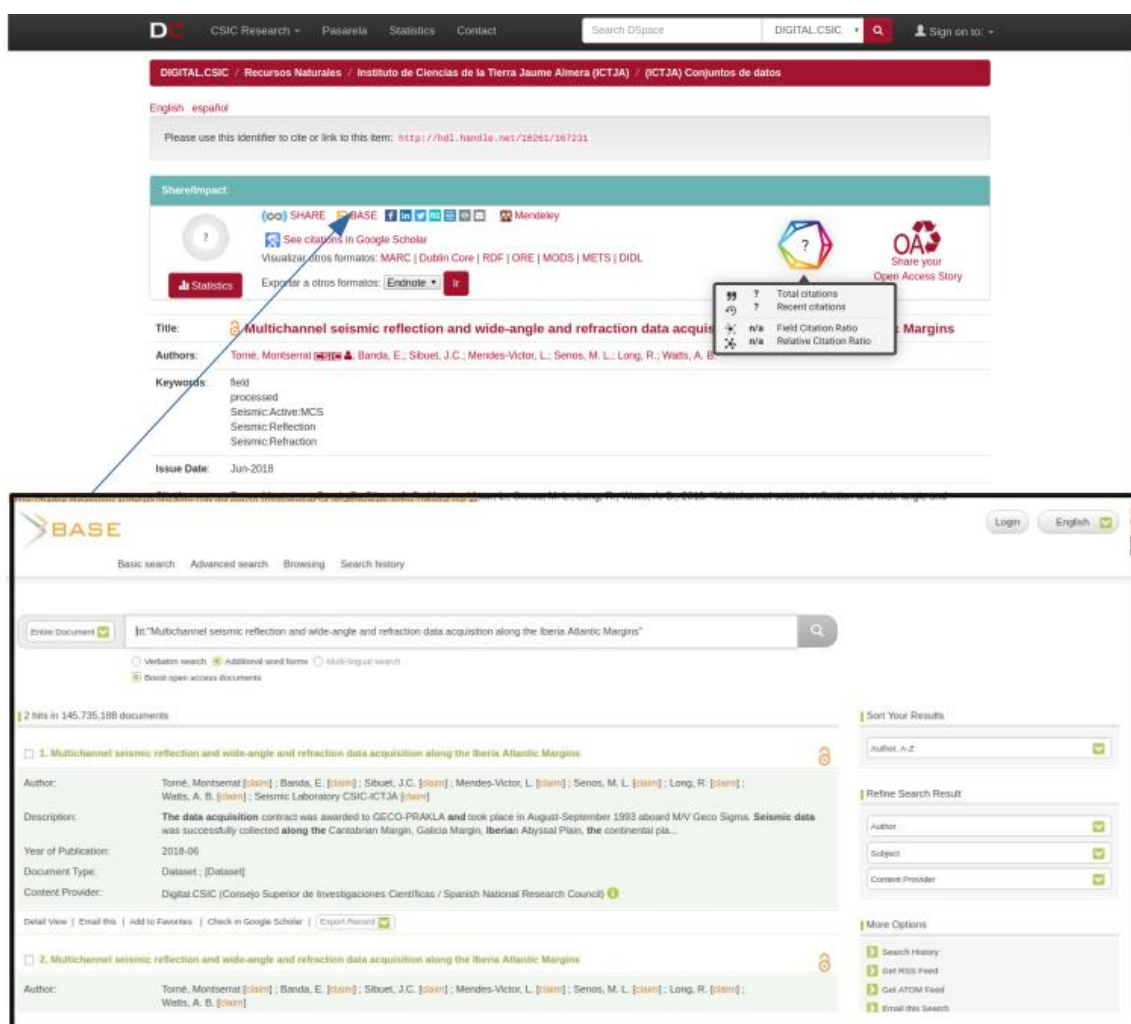 DC CSIC Research Pasarela Statistics Contact Search DSpace DIGITAL.CSIC Sign on to:
DIGITAL.CSIC / Recursos Naturales / Instituto de Ciencias de la Tierra Jaume Almera (ICTJA) / (ICTJA) Conjuntos de datos
English español
Please use this identifier to cite or link to this item: http://hdl.handle.net/10261/167231
Share/Impact:
SHARE BASE Mendeley
?
See citations in Google Scholar
?
Visualizar otros formatos: MARC | Dublin Core | RDF | ORE | MODS | METS | DIDL
OA
Share your
Open Access Story
Statistics
Exportar a otros formatos: Endnote Ir
? Total citations
? Recent citations
n/a Field Citation Ratio
n/a Relative Citation Ratio
Title: Multichannel seismic reflection and wide-angle and refraction data acquis Margins
Authors: Torné, Montserrat; Banda, E.; Sibuet, J.C.; Mendes-Victor, L.; Senos, M. L.; Long, R.; Watts, A. B.
Keywords: field
processed
Seismic:Active:MCS
Seismic:Reflection
Seismic:Refraction
Issue Date: Jun-2018
BASE
Login English
Basic search Advanced search Browsing Search history
Entire Document tit:"Multichannel seismic reflection and wide-angle and refraction data acquisition along the Iberia Atlantic Margins"
Verbatim search Additional word forms Multi-lingual search
Boost open access documents
2 hits in 145,735,188 documents
Sort Your Results
Author, A-Z
1. Multichannel seismic reflection and wide-angle and refraction data acquisition along the Iberia Atlantic Margins
Author: Torné, Montserrat [claim] ; Banda, E. [claim] ; Sibuet, J.C. [claim] ; Mendes-Victor, L. [claim] ; Senos, M. L. [claim] ; Long, R. [claim] ;
Watts, A. B. [claim] ; Seismic Laboratory CSIC-ICTJA [claim]
Refine Search Result
Description: The data acquisition contract was awarded to GECO-PRAKLA and took place in August-September 1993 aboard M/V Geco Sigma. Seismic data
was successfully collected along the Cantabrian Margin, Galicia Margin, Iberian Abyssal Plain, the continental pla...
Author
Year of Publication: 2018-06
Subject
Document Type: Dataset ; [Dataset]
Content Provider
Content Provider: Digital.CSIC (Consejo Superior de Investigaciones Científicas / Spanish National Research Council)
Detail View | Email this | Add to Favorites | Check in Google Scholar | Export Record
More Options
Search History
2. Multichannel seismic reflection and wide-angle and refraction data acquisition along the Iberia Atlantic Margins
Get RSS Feed
Get ATOM Feed
Author: Torné, Montserrat [claim] ; Banda, E. [claim] ; Sibuet, J.C. [claim] ; Mendes-Victor, L. [claim] ; Senos, M. L. [claim] ; Long, R. [claim] ;
Watts, A. B. [claim]
Email this Search